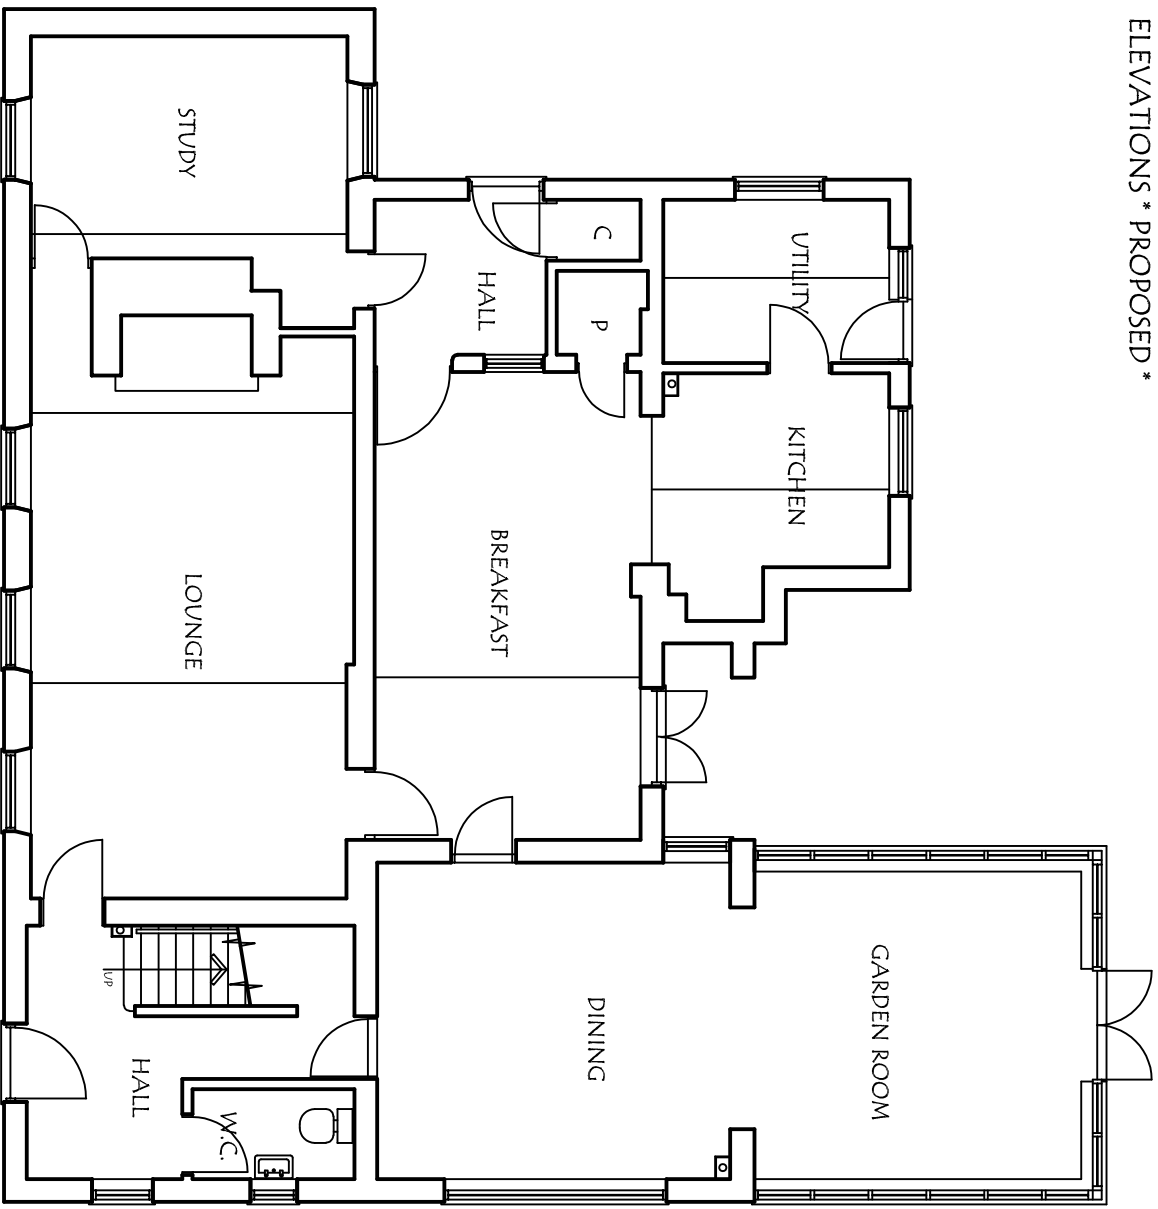 ELEVATIONS * PROPOSED *
STUDY
C
UTILITY
HALL
P
KITCHEN
BREAKFAST
LOUNGE
GARDEN ROOM
UP
DINING
HALL
W.C.